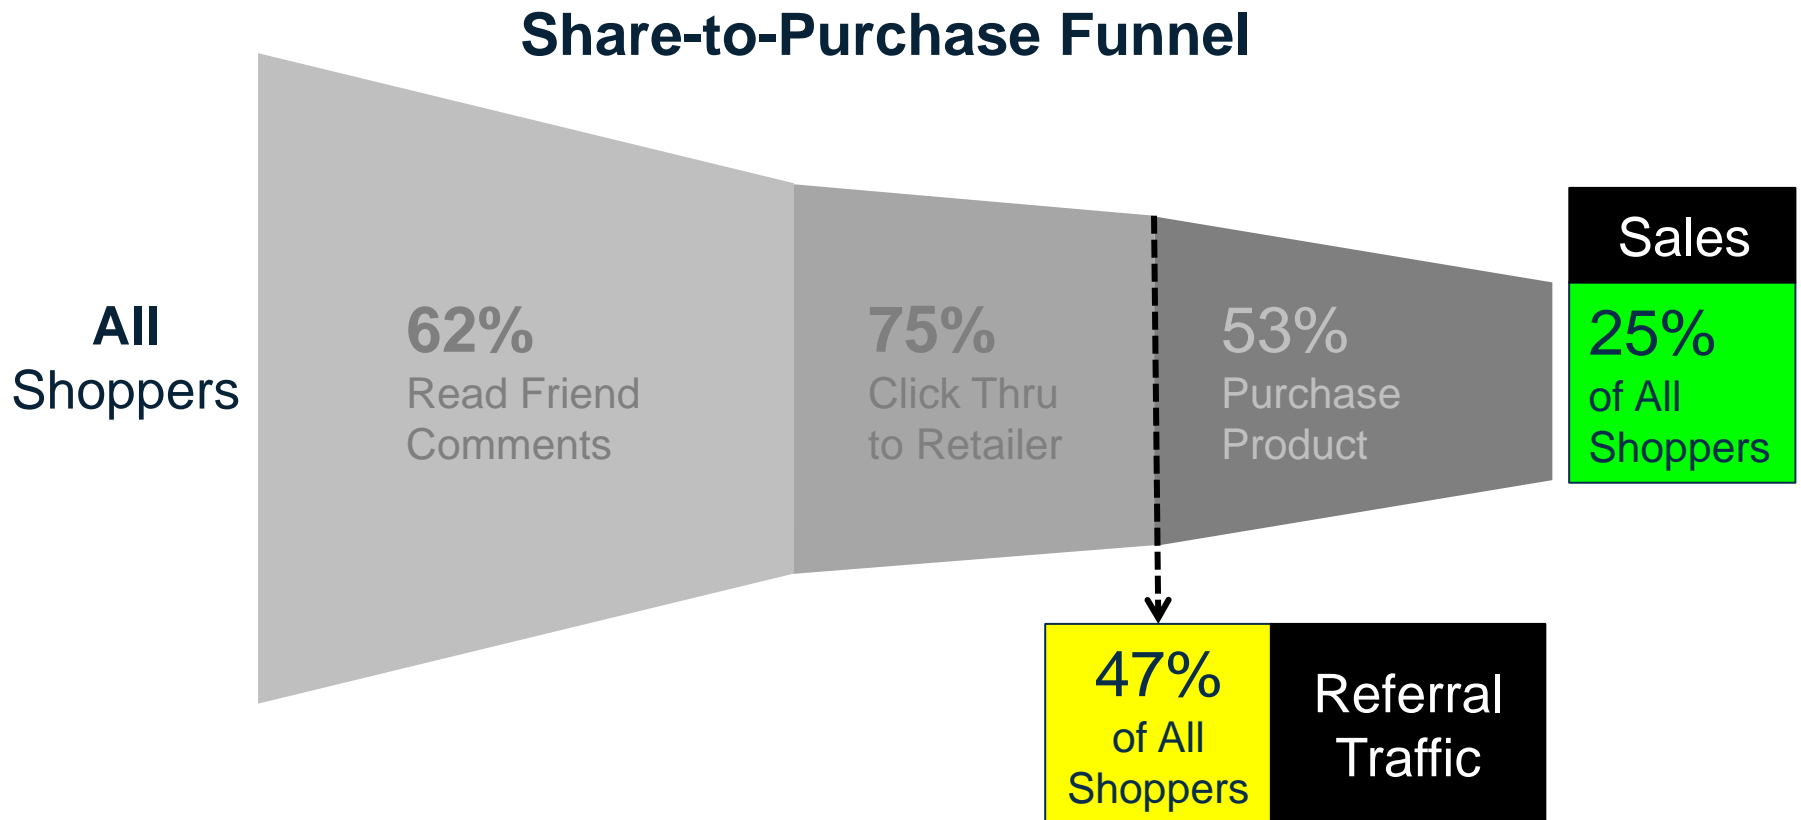 Share-to-Purchase Funnel
All
Shoppers
62%
Read Friend
Comments
75%
Click Thru
to Retailer
53%
Purchase
Product
Sales
25%
of All
Shoppers
47%
of All
Shoppers
Referral
Traffic